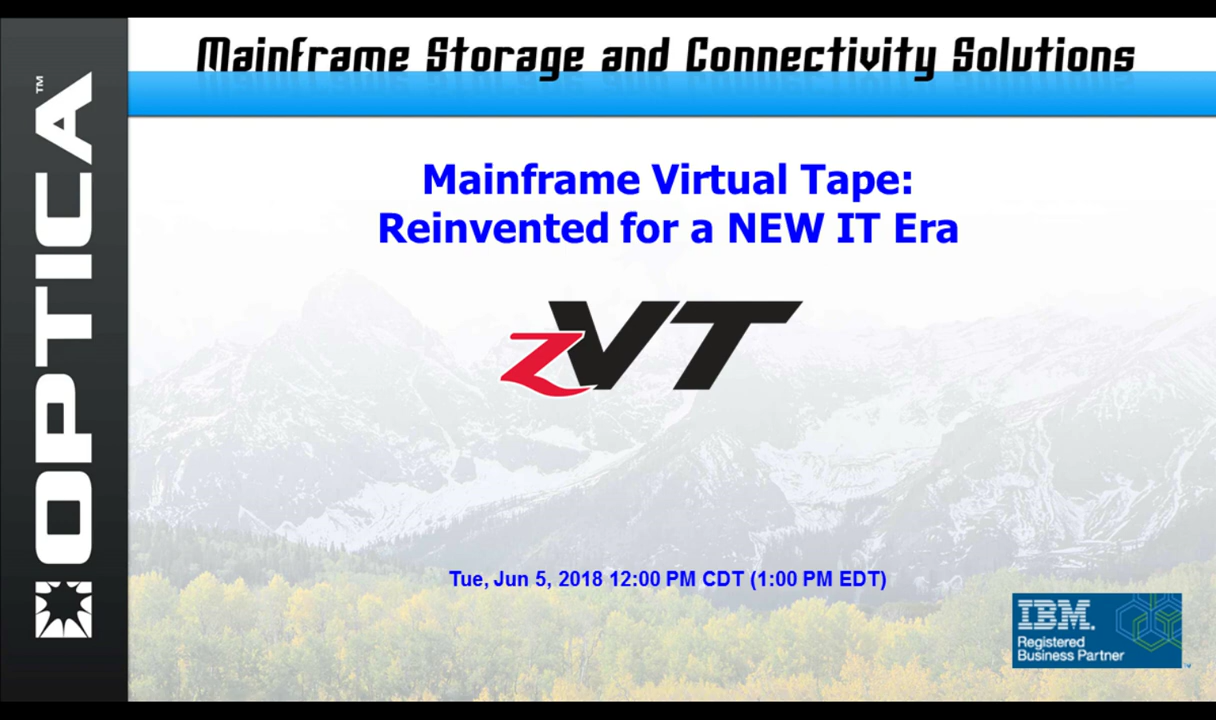 Mainframe Storage and Connectivity Solutions
OPTICA™
Mainframe Virtual Tape:
Reinvented for a NEW IT Era
zVT
Tue, Jun 5, 2018 12:00 PM CDT (1:00 PM EDT)
IBM.
Registered
Business Partner
™